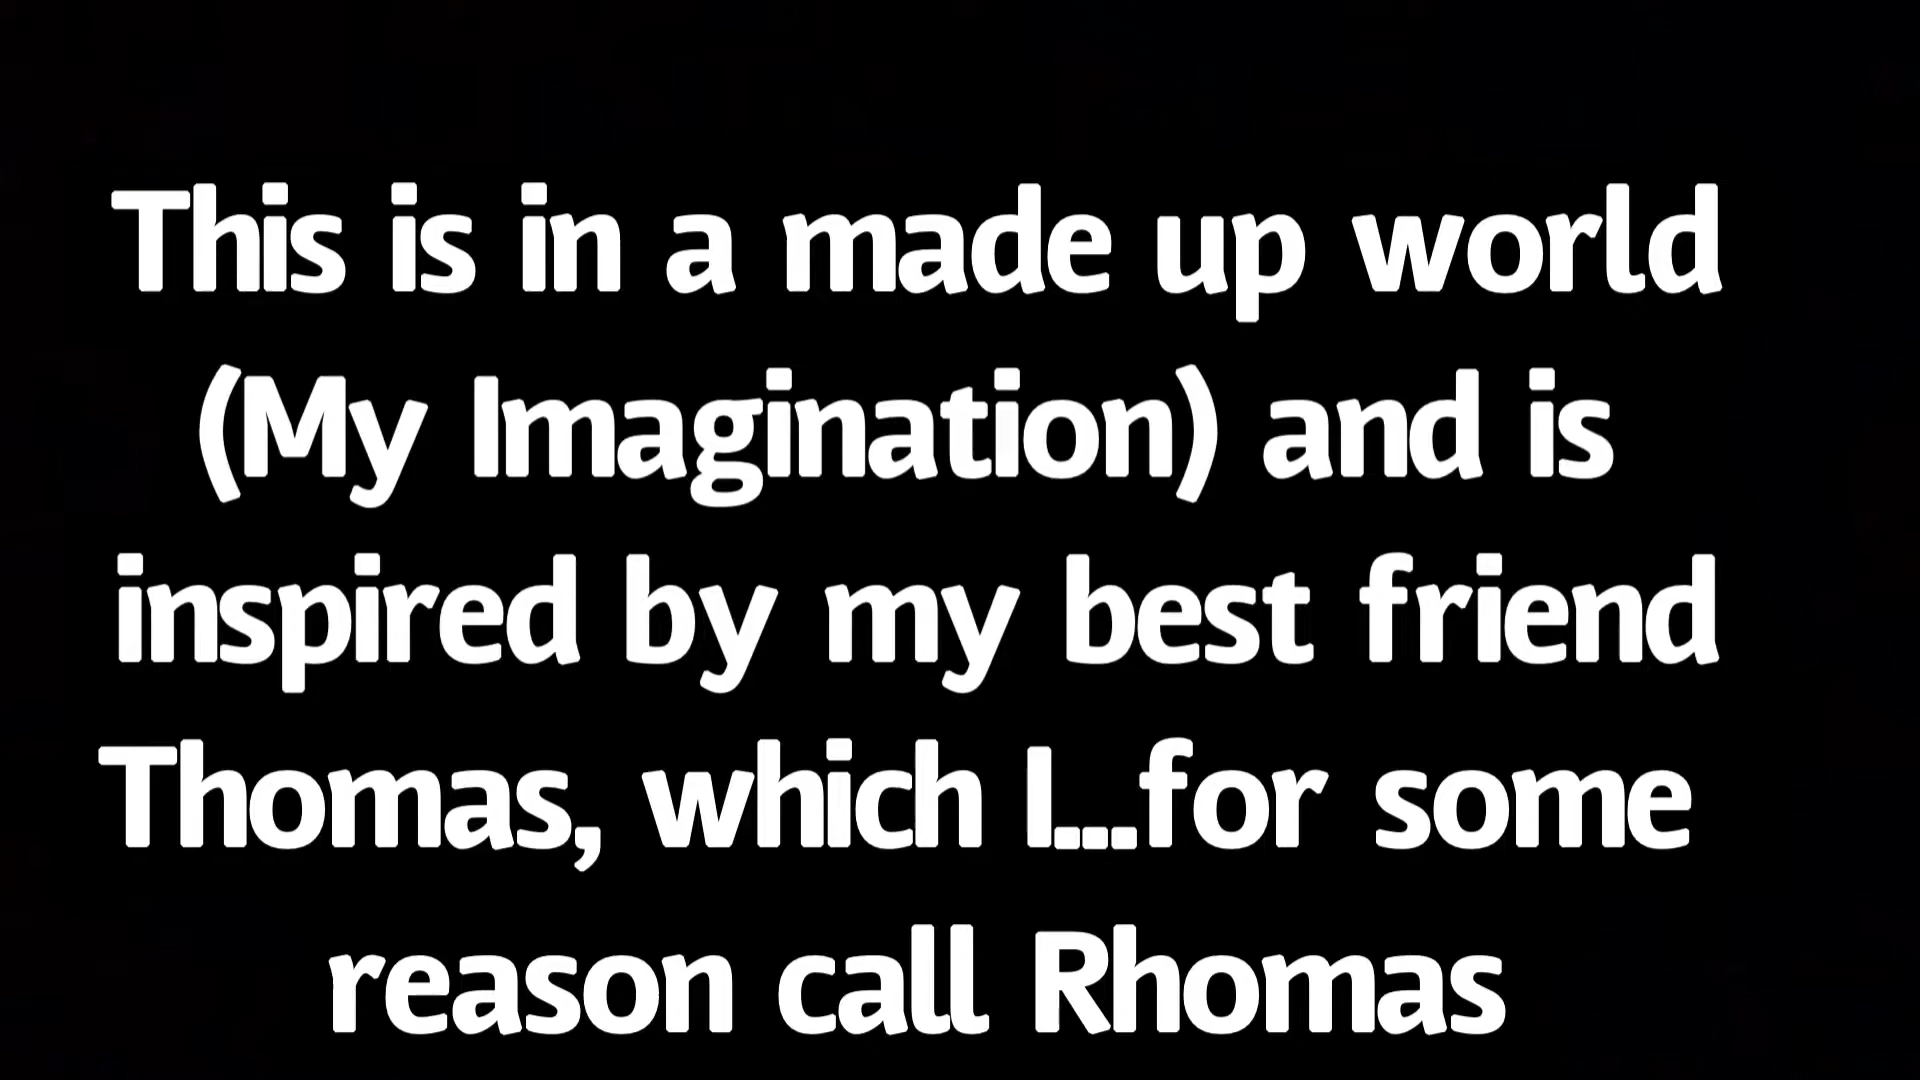 This is in a made up world
(My Imagination) and is
inspired by my best friend
Thomas, which I...for some
reason call Rhomas